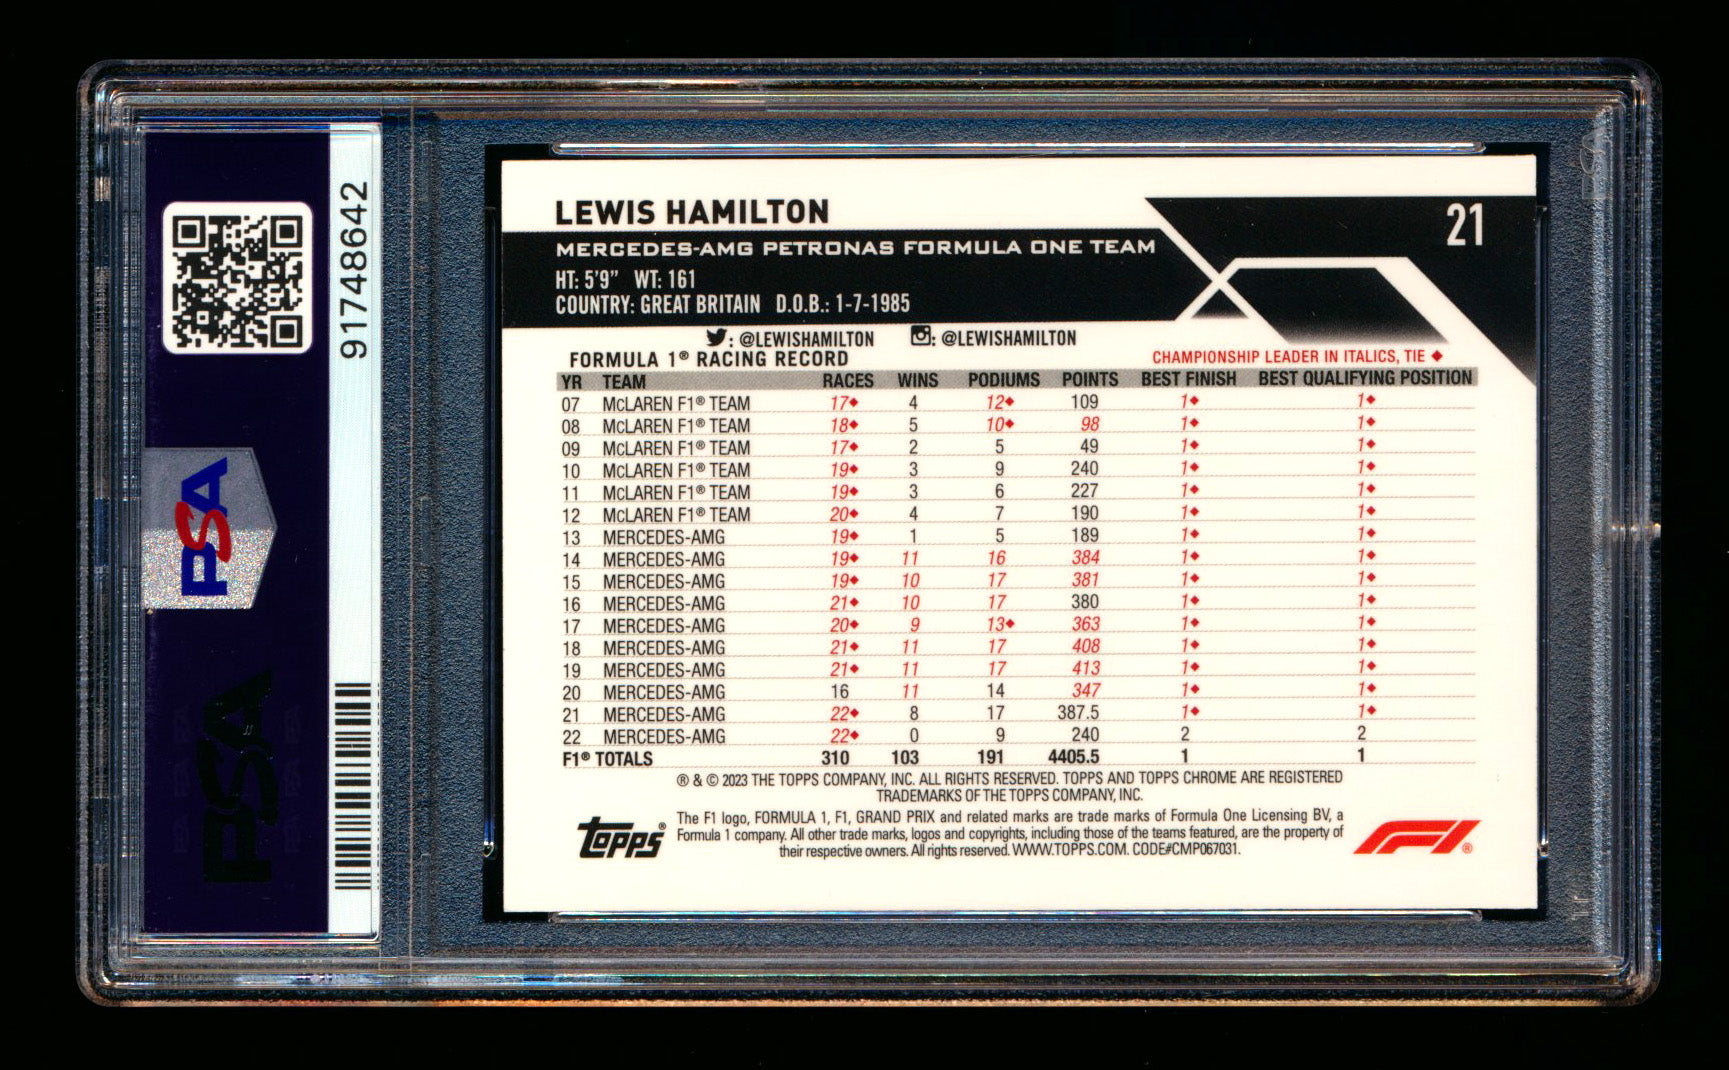 91748642
PSA
PSA
LEWIS HAMILTON
21
MERCEDES-AMG PETRONAS FORMULA ONE TEAM
HT: 5'9" WT: 161
COUNTRY: GREAT BRITAIN D.O.B.: 1-7-1985
: @LEWISHAMILTON : @LEWISHAMILTON
FORMULA 1® RACING RECORD CHAMPIONSHIP LEADER IN ITALICS, TIE ♦
YR TEAM RACES WINS PODIUMS POINTS BEST FINISH BEST QUALIFYING POSITION
07 McLAREN F1® TEAM 17♦ 4 12♦ 109 1♦ 1♦
08 McLAREN F1® TEAM 18♦ 5 10♦ 98 1♦ 1♦
09 McLAREN F1® TEAM 17♦ 2 5 49 1♦ 1♦
10 McLAREN F1® TEAM 19♦ 3 9 240 1♦ 1♦
11 McLAREN F1® TEAM 19♦ 3 6 227 1♦ 1♦
12 McLAREN F1® TEAM 20♦ 4 7 190 1♦ 1♦
13 MERCEDES-AMG 19♦ 1 5 189 1♦ 1♦
14 MERCEDES-AMG 19♦ 11 16 384 1♦ 1♦
15 MERCEDES-AMG 19♦ 10 17 381 1♦ 1♦
16 MERCEDES-AMG 21♦ 10 17 380 1♦ 1♦
17 MERCEDES-AMG 20♦ 9 13♦ 363 1♦ 1♦
18 MERCEDES-AMG 21♦ 11 17 408 1♦ 1♦
19 MERCEDES-AMG 21♦ 11 17 413 1♦ 1♦
20 MERCEDES-AMG 16 11 14 347 1♦ 1♦
21 MERCEDES-AMG 22♦ 8 17 387.5 1♦ 1♦
22 MERCEDES-AMG 22♦ 0 9 240 2 2
F1® TOTALS 310 103 191 4405.5 1 1
® & © 2023 THE TOPPS COMPANY, INC. ALL RIGHTS RESERVED. TOPPS AND TOPPS CHROME ARE REGISTERED
TRADEMARKS OF THE TOPPS COMPANY, INC.
topps®
The F1 logo, FORMULA 1, F1, GRAND PRIX and related marks are trade marks of Formula One Licensing BV, a
Formula 1 company. All other trade marks, logos and copyrights, including those of the teams featured, are the property of
their respective owners. All rights reserved. WWW.TOPPS.COM. CODE#CMP067031.
F1®